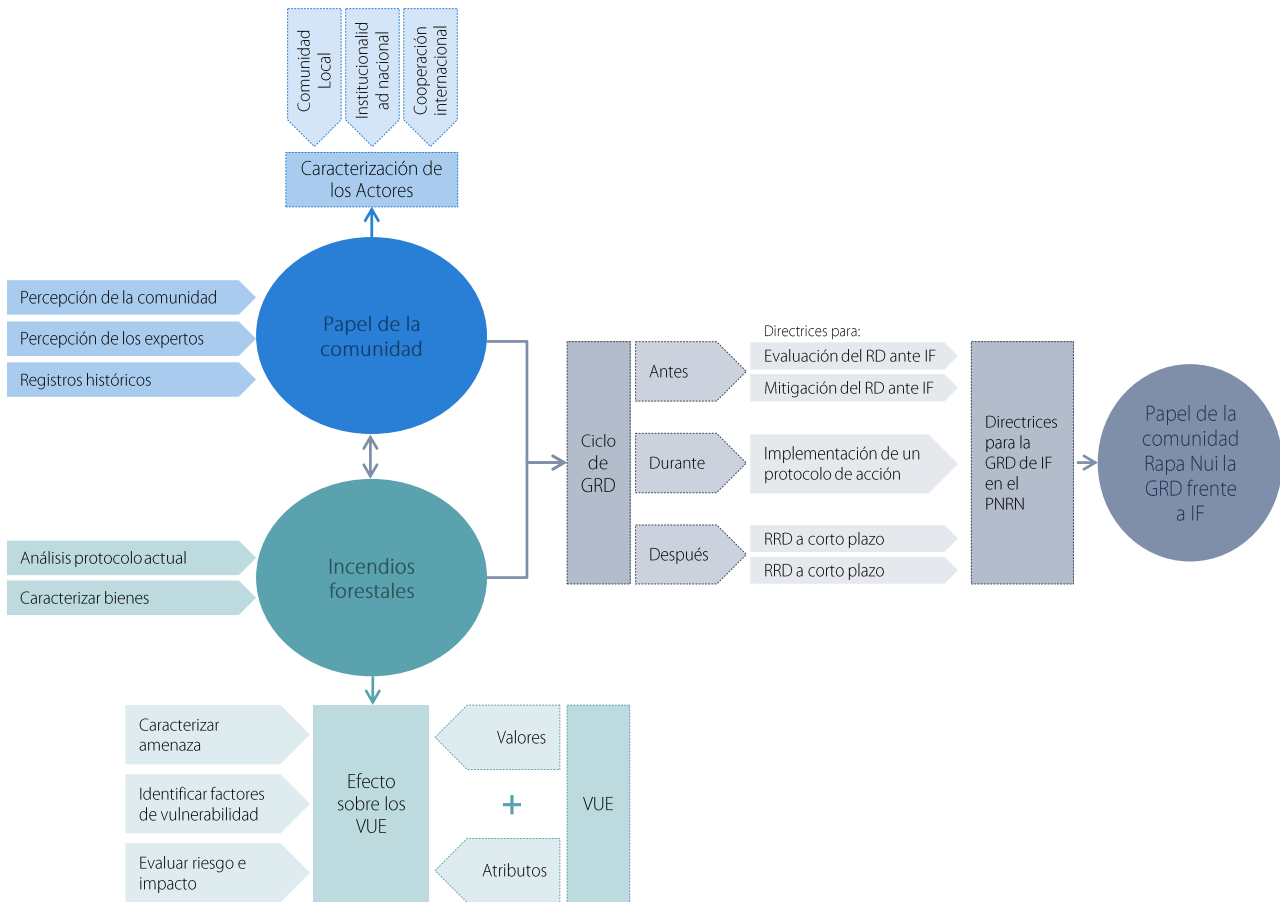 Comunidad
Local
Institucionalid
ad nacional
Cooperación
internacional
Caracterización de
los Actores
Percepción de la comunidad
Percepción de los expertos
Registros históricos
Papel de la
comunidad
Análisis protocolo actual
Caracterizar bienes
Incendios
forestales
Ciclo
de
GRD
Antes
Durante
Después
Directrices para:
Evaluación del RD ante IF
Mitigación del RD ante IF
Implementación de un
protocolo de acción
RRD a corto plazo
RRD a corto plazo
Directrices
para la
GRD de IF
en el
PNRN
Papel de la
comunidad
Rapa Nui la
GRD frente
a IF
Caracterizar
amenaza
Identificar factores
de vulnerabilidad
Evaluar riesgo e
impacto
Efecto
sobre los
VUE
Valores
+
Atributos
VUE